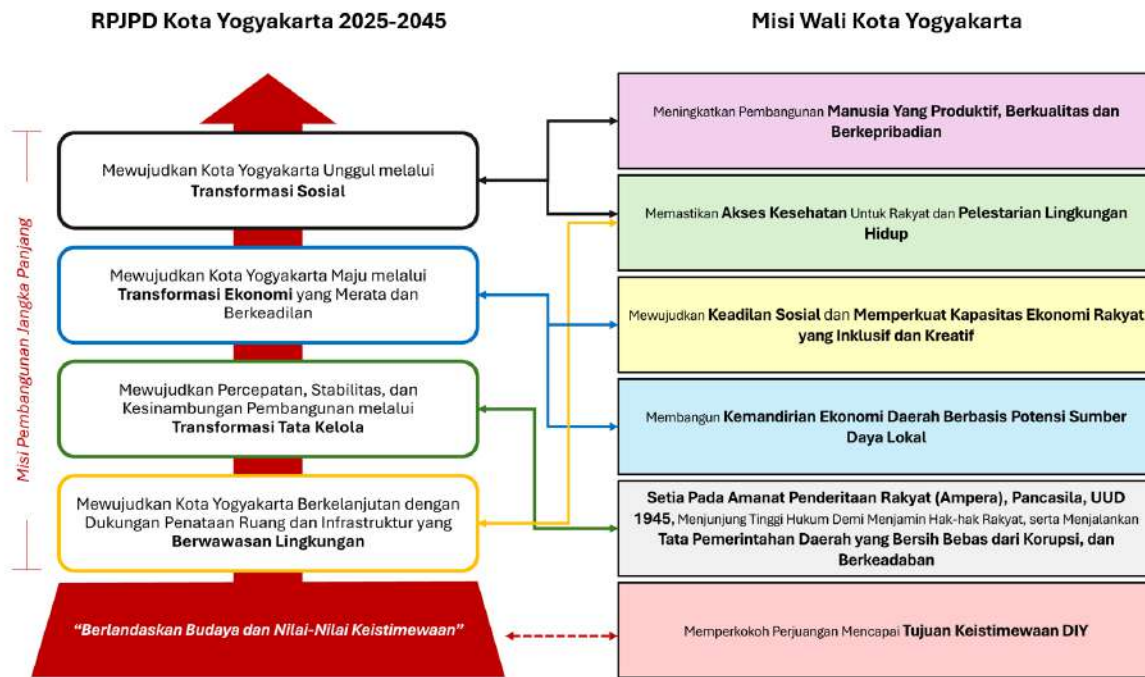 RPJPD Kota Yogyakarta 2025-2045
Misi Pembangunan Jangka Panjang
Mewujudkan Kota Yogyakarta Unggul melalui
Transformasi Sosial
Mewujudkan Kota Yogyakarta Maju melalui
Transformasi Ekonomi yang Merata dan
Berkeadilan
Mewujudkan Percepatan, Stabilitas, dan
Kesinambungan Pembangunan melalui
Transformasi Tata Kelola
Mewujudkan Kota Yogyakarta Berkelanjutan dengan
Dukungan Penataan Ruang dan Infrastruktur yang
Berwawasan Lingkungan
“Berlandaskan Budaya dan Nilai-Nilai Keistimewaan”
Misi Wali Kota Yogyakarta
Meningkatkan Pembangunan Manusia Yang Produktif, Berkualitas dan
Berkepribadian
Memastikan Akses Kesehatan Untuk Rakyat dan Pelestarian Lingkungan
Hidup
Mewujudkan Keadilan Sosial dan Memperkuat Kapasitas Ekonomi Rakyat
yang Inklusif dan Kreatif
Membangun Kemandirian Ekonomi Daerah Berbasis Potensi Sumber
Daya Lokal
Setia Pada Amanat Penderitaan Rakyat (Ampera), Pancasila, UUD
1945, Menjunjung Tinggi Hukum Demi Menjamin Hak-hak Rakyat, serta Menjalankan
Tata Pemerintahan Daerah yang Bersih Bebas dari Korupsi, dan
Berkeadaban
Memperkokoh Perjuangan Mencapai Tujuan Keistimewaan DIY